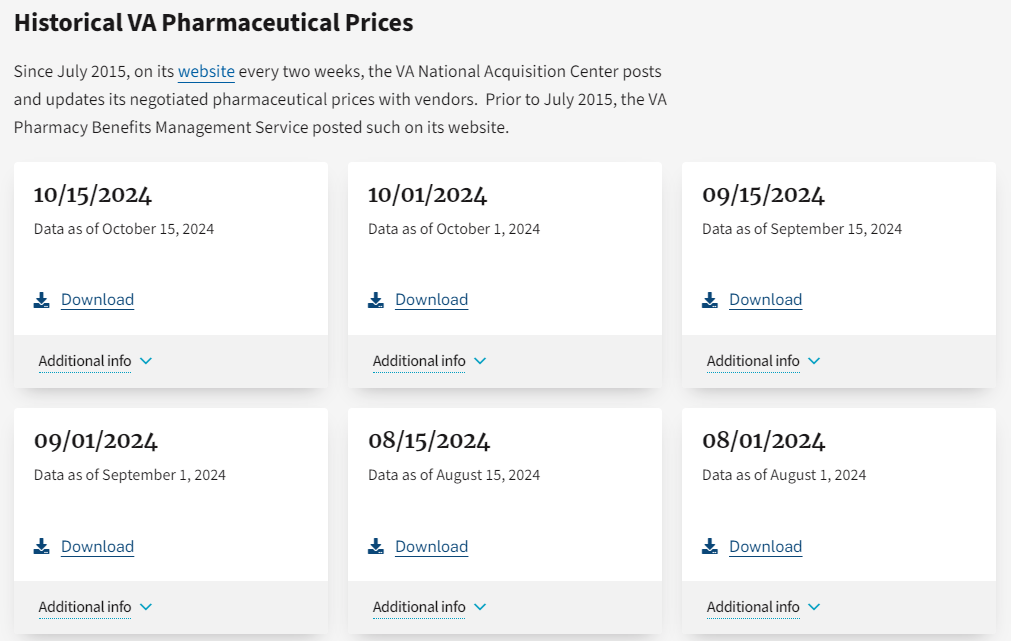 Historical VA Pharmaceutical Prices
Since July 2015, on its website every two weeks, the VA National Acquisition Center posts
and updates its negotiated pharmaceutical prices with vendors.  Prior to July 2015, the VA
Pharmacy Benefits Management Service posted such on its website.
10/15/2024
Data as of October 15, 2024
Download
Additional info
10/01/2024
Data as of October 1, 2024
Download
Additional info
09/15/2024
Data as of September 15, 2024
Download
Additional info
09/01/2024
Data as of September 1, 2024
Download
Additional info
08/15/2024
Data as of August 15, 2024
Download
Additional info
08/01/2024
Data as of August 1, 2024
Download
Additional info